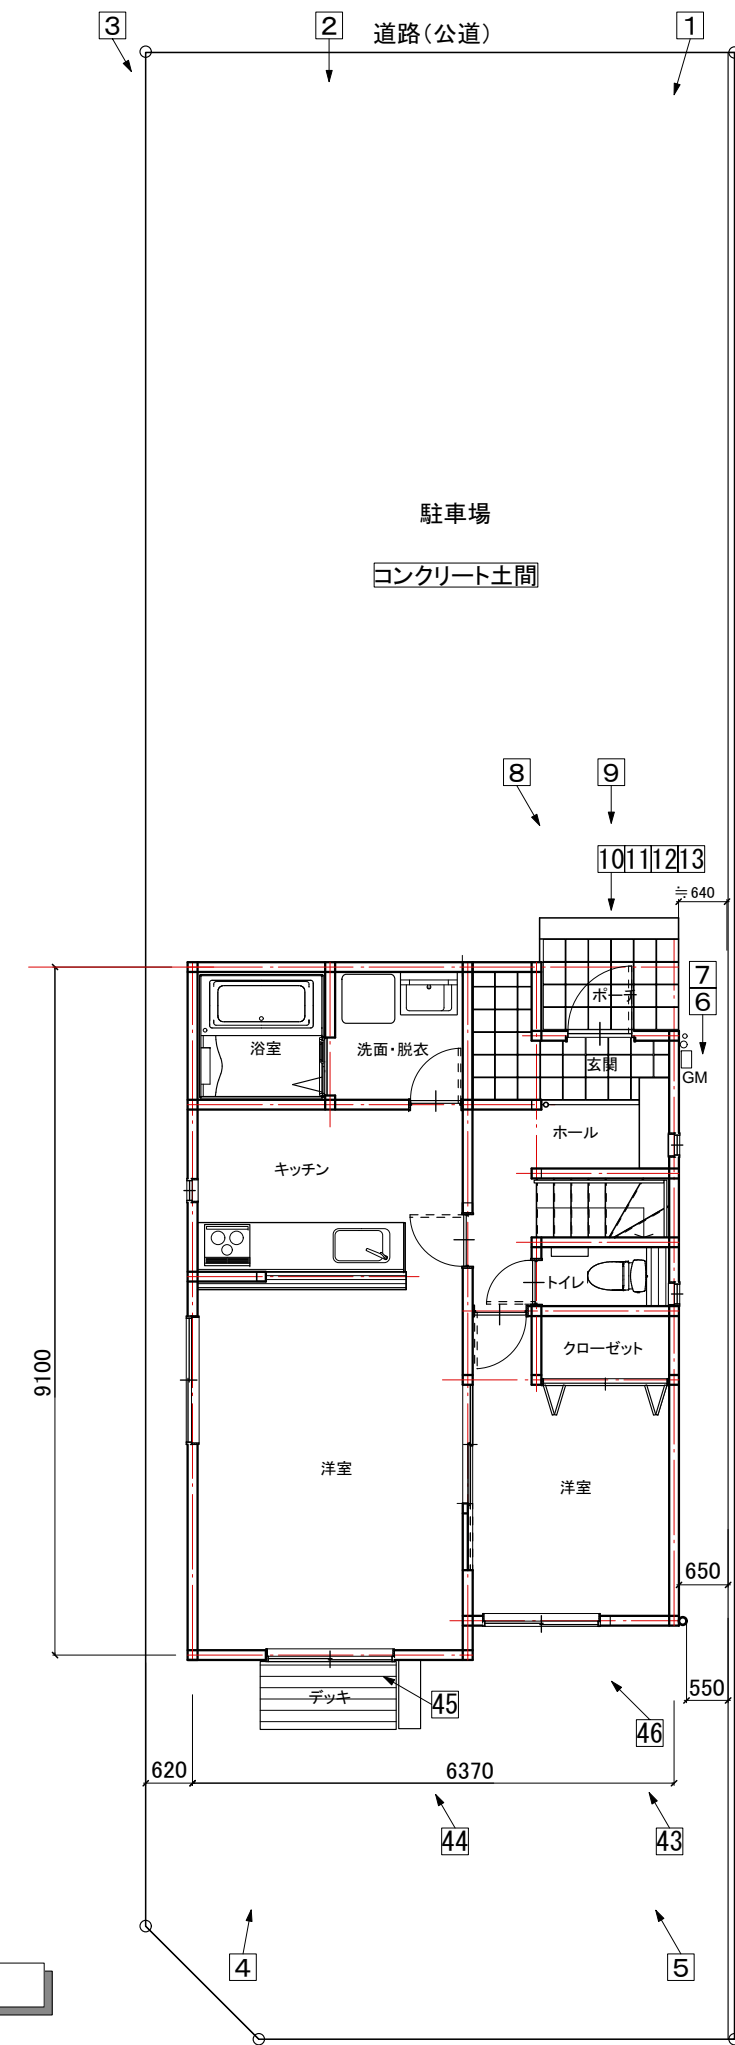 3
2
道路(公道)
1
駐車場
コンクリート土間
8
9
10 11 12 13
≒640
7
6
ポーチ
浴室
洗面・脱衣
玄関
GM
ホール
キッチン
トイレ
クローゼット
9100
洋室
洋室
650
550
デッキ
45
46
620
6370
44
43
4
5